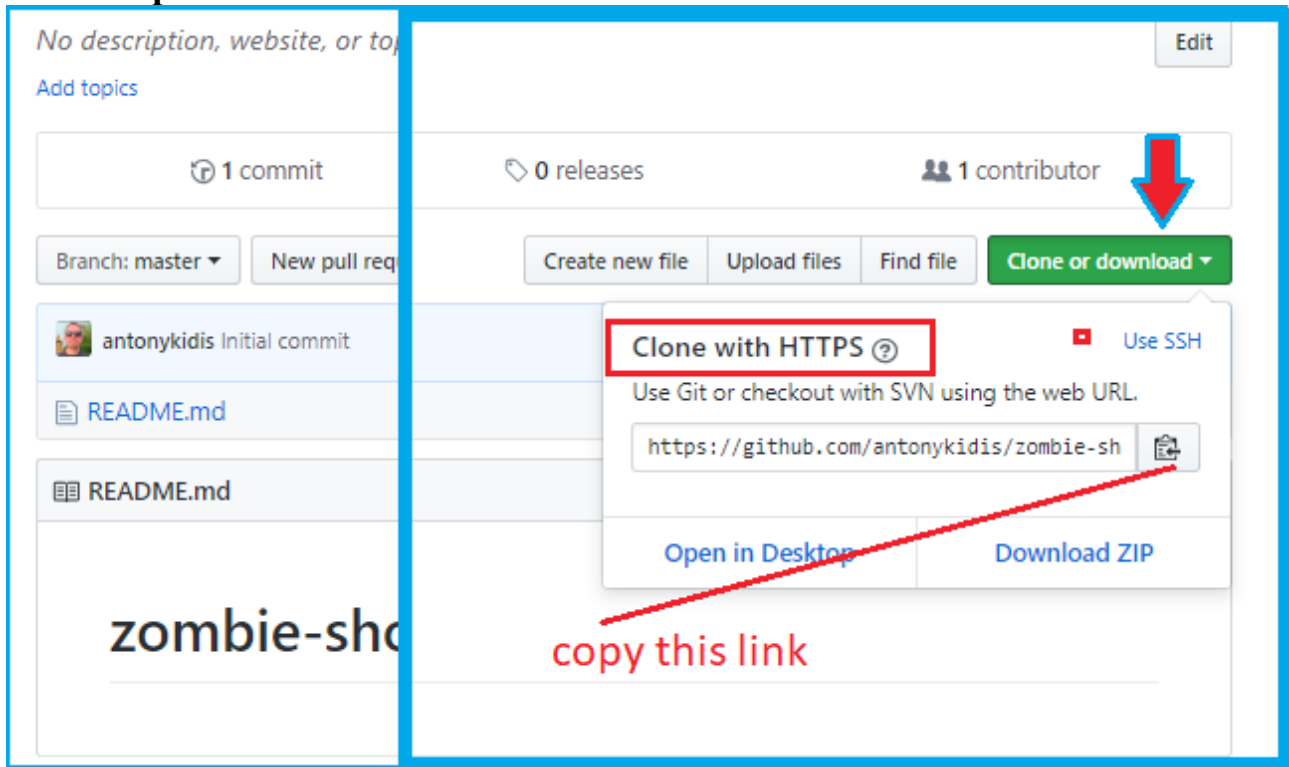 No description, website, or top
Edit
Add topics
1 commit
0 releases
1 contributor
Branch: master
New pull req
Create new file
Upload files
Find file
Clone or download
antonykidis Initial commit
Clone with HTTPS
Use SSH
Use Git or checkout with SVN using the web URL.
README.md
https://github.com/antonykidis/zombie-sh
README.md
Open in Desktop
Download ZIP
zombie-sho
copy this link